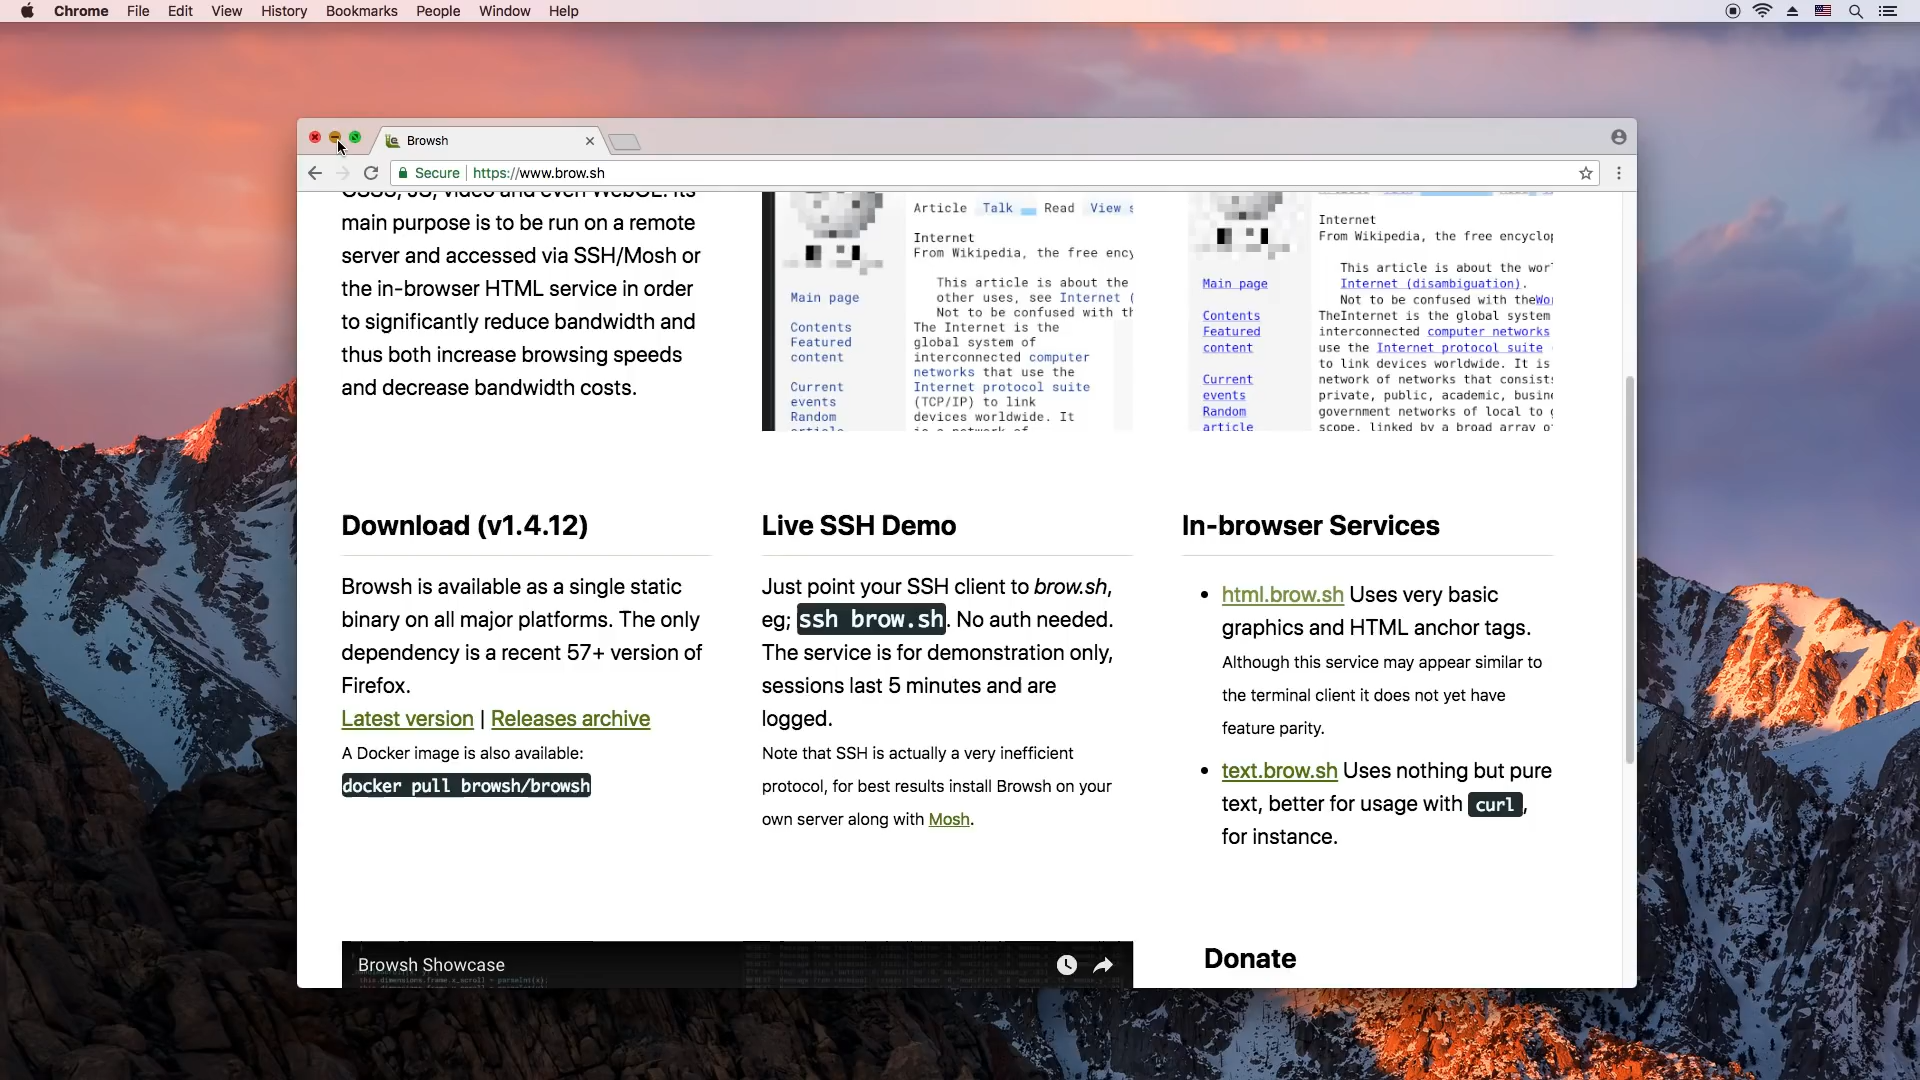 Chrome File Edit View History Bookmarks People Window Help
Browsh
Secure https://www.brow.sh
main purpose is to be run on a remote
server and accessed via SSH/Mosh or
the in-browser HTML service in order
to significantly reduce bandwidth and
thus both increase browsing speeds
and decrease bandwidth costs.
Article Talk Read View s
Internet
From Wikipedia, the free ency
This article is about the
other uses, see Internet (
Not to be confused with th
Main page
Contents
Featured
content
Current
events
Random
article
The Internet is the
global system of
interconnected computer
networks that use the
Internet protocol suite
(TCP/IP) to link
devices worldwide. It
is a network of
Internet
From Wikipedia, the free encyclop
This article is about the wor
Internet (disambiguation).
Not to be confused with theWo
Main page
Contents
Featured
content
Current
events
Random
article
TheInternet is the global system
interconnected computer networks
use the Internet protocol suite (
to link devices worldwide. It is
network of networks that consists
private, public, academic, busine
government networks of local to g
scope, linked by a broad array o
Download (v1.4.12)
Browsh is available as a single static
binary on all major platforms. The only
dependency is a recent 57+ version of
Firefox.
Latest version | Releases archive
A Docker image is also available:
docker pull browsh/browsh
Live SSH Demo
Just point your SSH client to brow.sh,
eg; ssh brow.sh. No auth needed.
The service is for demonstration only,
sessions last 5 minutes and are
logged.
Note that SSH is actually a very inefficient
protocol, for best results install Browsh on your
own server along with Mosh.
In-browser Services
• html.brow.sh Uses very basic
graphics and HTML anchor tags.
Although this service may appear similar to
the terminal client it does not yet have
feature parity.
• text.brow.sh Uses nothing but pure
text, better for usage with curl,
for instance.
Browsh Showcase
Donate